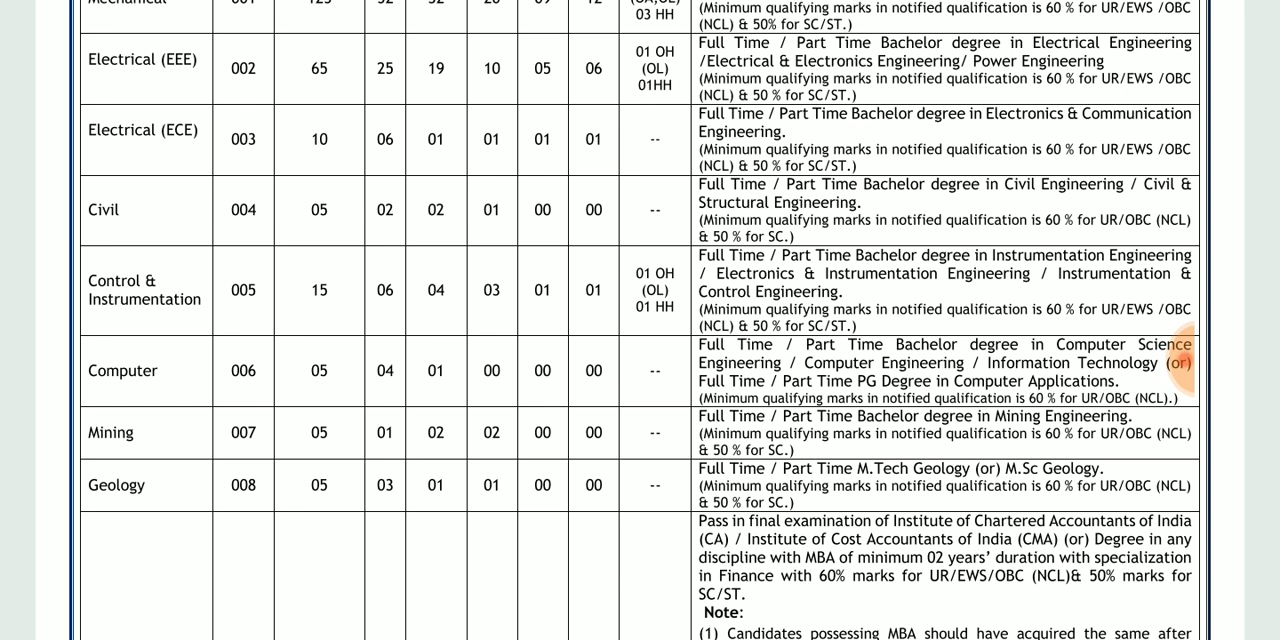 Mechanical 001 125 52 32 20 09 12
03 HH
(Minimum qualifying marks in notified qualification is 60 % for UR/EWS /OBC
(NCL) & 50% for SC/ST.)
Electrical (EEE) 002 65 25 19 10 05 06
01 OH
(OL)
01HH
Full Time / Part Time Bachelor degree in Electrical Engineering
/Electrical & Electronics Engineering/ Power Engineering
(Minimum qualifying marks in notified qualification is 60 % for UR/EWS /OBC
(NCL) & 50 % for SC/ST.)
Electrical (ECE) 003 10 06 01 01 01 01 --
Full Time / Part Time Bachelor degree in Electronics & Communication
Engineering.
(Minimum qualifying marks in notified qualification is 60 % for UR/EWS /OBC
(NCL) & 50 % for SC/ST.)
Civil 004 05 02 02 01 00 00 --
Full Time / Part Time Bachelor degree in Civil Engineering / Civil &
Structural Engineering.
(Minimum qualifying marks in notified qualification is 60 % for UR/OBC (NCL)
& 50 % for SC.)
Control &
Instrumentation 005 15 06 04 03 01 01
01 OH
(OL)
01 HH
Full Time / Part Time Bachelor degree in Instrumentation Engineering
/ Electronics & Instrumentation Engineering / Instrumentation &
Control Engineering.
(Minimum qualifying marks in notified qualification is 60 % for UR/EWS /OBC
(NCL) & 50 % for SC/ST.)
Computer 006 05 04 01 00 00 00 --
Full Time / Part Time Bachelor degree in Computer Science
Engineering / Computer Engineering / Information Technology (or)
Full Time / Part Time PG Degree in Computer Applications.
(Minimum qualifying marks in notified qualification is 60 % for UR/OBC (NCL).)
Mining 007 05 01 02 02 00 00 --
Full Time / Part Time Bachelor degree in Mining Engineering.
(Minimum qualifying marks in notified qualification is 60 % for UR/OBC (NCL)
& 50 % for SC.)
Geology 008 05 03 01 01 00 00 --
Full Time / Part Time M.Tech Geology (or) M.Sc Geology.
(Minimum qualifying marks in notified qualification is 60 % for UR/OBC (NCL)
& 50 % for SC.)
Pass in final examination of Institute of Chartered Accountants of India
(CA) / Institute of Cost Accountants of India (CMA) (or) Degree in any
discipline with MBA of minimum 02 years’ duration with specialization
in Finance with 60% marks for UR/EWS/OBC (NCL)& 50% marks for
SC/ST.
Note:
(1) Candidates possessing MBA should have acquired the same after